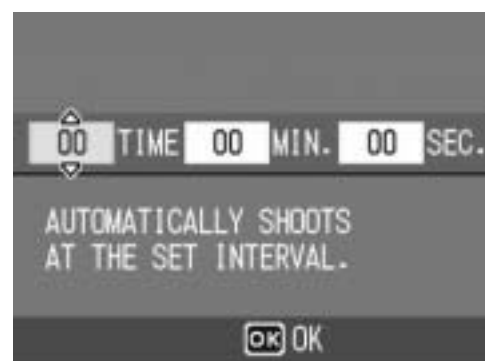 00 TIME 00 MIN. 00 SEC.
AUTOMATICALLY SHOOTS
AT THE SET INTERVAL.
OK OK